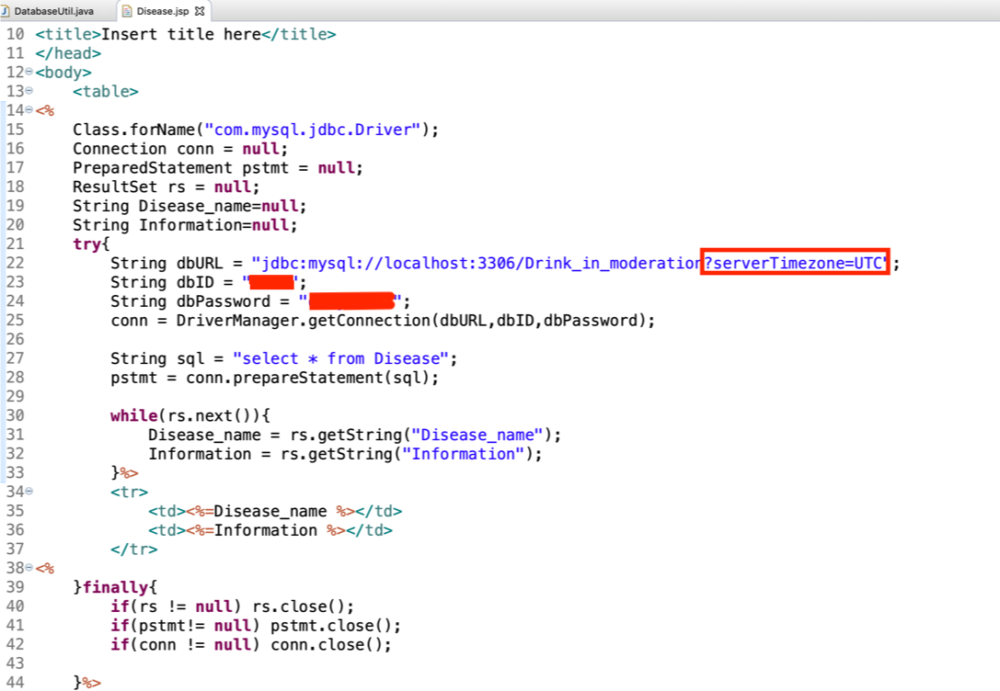 DatabaseUtil.java Disease.jsp
10 <title>Insert title here</title>
11 </head>
12 <body>
13     <table>
14 <%
15     Class.forName("com.mysql.jdbc.Driver");
16     Connection conn = null;
17     PreparedStatement pstmt = null;
18     ResultSet rs = null;
19     String Disease_name=null;
20     String Information=null;
21     try{
22         String dbURL = "jdbc:mysql://localhost:3306/Drink_in_moderation?serverTimezone=UTC";
23         String dbID = "";
24         String dbPassword = "";
25         conn = DriverManager.getConnection(dbURL,dbID,dbPassword);
26
27         String sql = "select * from Disease";
28         pstmt = conn.prepareStatement(sql);
29
30         while(rs.next()){
31             Disease_name = rs.getString("Disease_name");
32             Information = rs.getString("Information");
33         }%>
34         <tr>
35             <td><%=Disease_name %></td>
36             <td><%=Information %></td>
37         </tr>
38 <%
39     }finally{
40         if(rs != null) rs.close();
41         if(pstmt!= null) pstmt.close();
42         if(conn != null) conn.close();
43
44     }%>